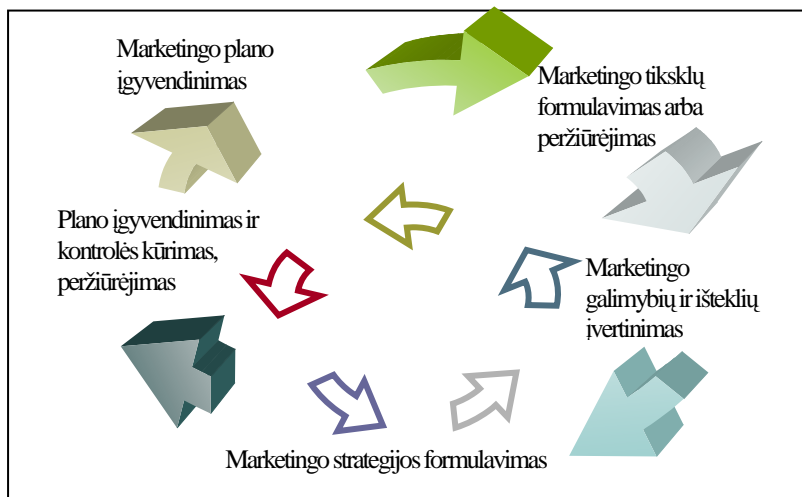 Marketingo plano
įgyvendinimas
Marketingo tiksklų
formulavimas arba
peržiūrėjimas
Plano įgyvendinimas ir
kontrolės kūrimas,
peržiūrėjimas
Marketingo
galimybių ir išteklių
įvertinimas
Marketingo strategijos formulavimas